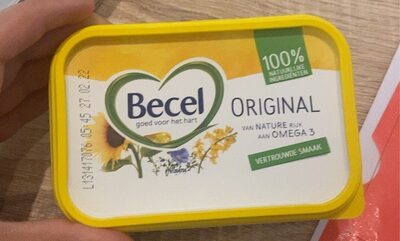 100%
NATUURLIJKE
INGREDIËNTEN
Becel
goed voor het hart
ORIGINAL
VAN NATURE RIJK
AAN OMEGA 3
VERTROUWDE SMAAK
L131417076 05:45 27.02.22